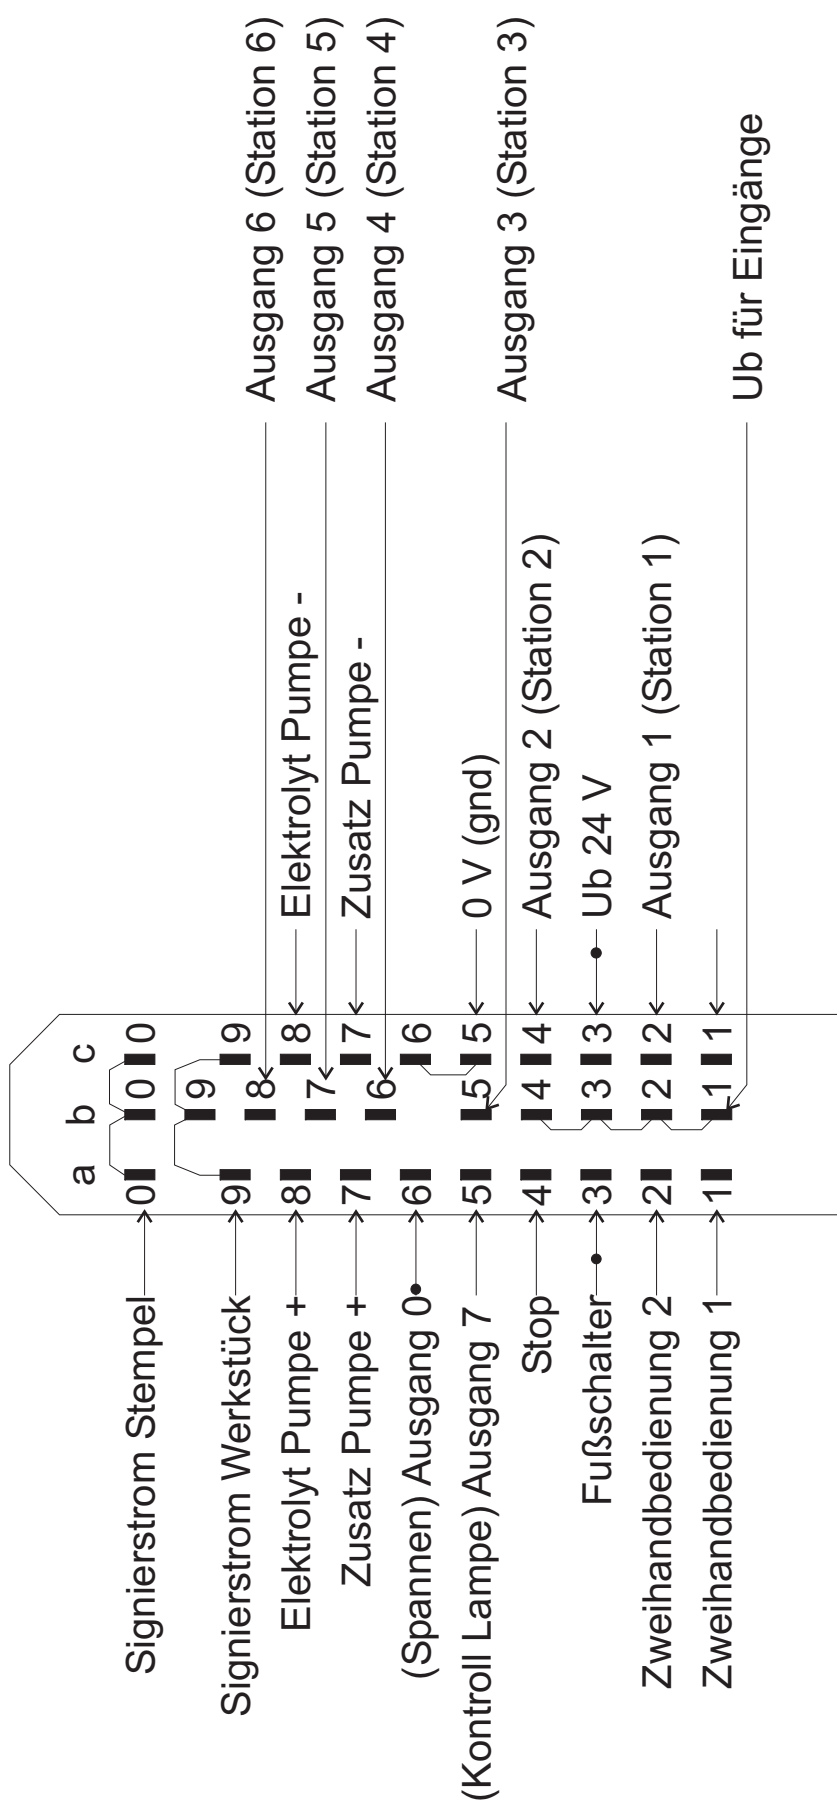 Ausgang 6 (Station 6)
Ausgang 5 (Station 5)
Ausgang 4 (Station 4)
Ausgang 3 (Station 3)
Ub für Eingänge
Elektrolyt Pumpe -
Zusatz Pumpe -
0 V (gnd)
Ausgang 2 (Station 2)
Ub 24 V
Ausgang 1 (Station 1)
c
0 9 8 7 6 5 4 3 2 1
b
0 9 8 7 6 5 4 3 2 1
a
0 9 8 7 6 5 4 3 2 1
Signierstrom Stempel
Signierstrom Werkstück
Elektrolyt Pumpe +
Zusatz Pumpe +
(Spannen) Ausgang 0
(Kontroll Lampe) Ausgang 7
Stop
Fußschalter
Zweihandbedienung 2
Zweihandbedienung 1